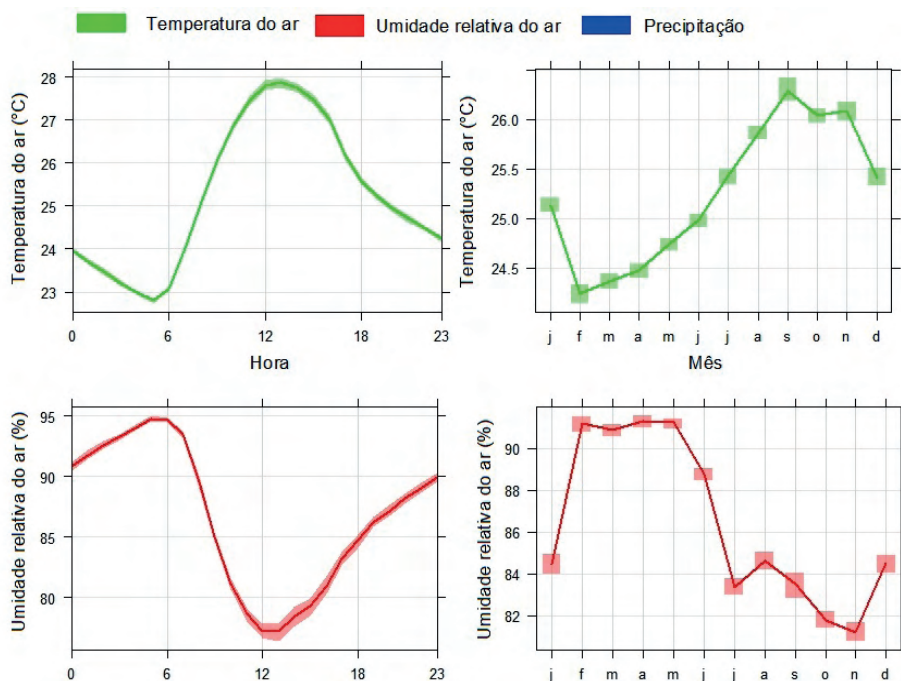 Temperatura do ar Umidade relativa do ar Precipitação
Temperatura do ar (°C)
28
27
26
25
24
23
0 6 12 18 23
Hora
Temperatura do ar (°C)
26.0
25.5
25.0
24.5
j f m a m j j a s o n d
Mês
Umidade relativa do ar (%)
95
90
85
80
0 6 12 18 23
Umidade relativa do ar (%)
90
88
86
84
82
j f m a m j j a s o n d